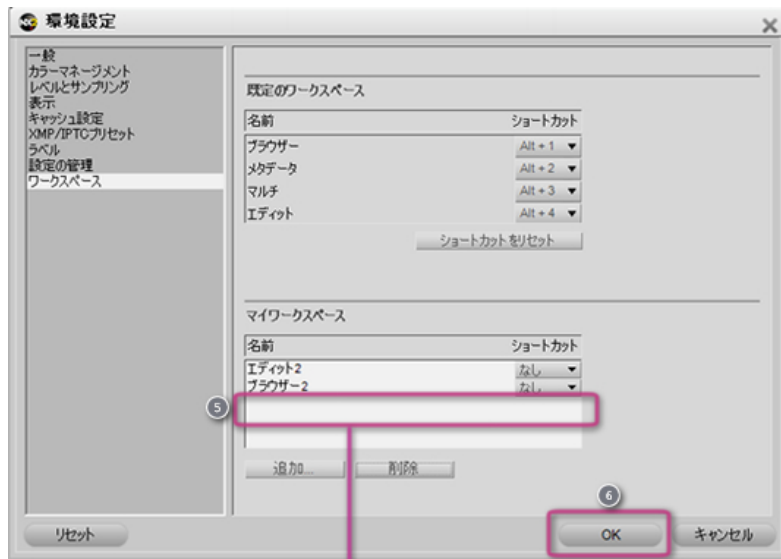 NSC 環境設定
一般
カラーマネージメント
レベルとサンプリング
表示
キャッシュ設定
XMP/IPTCプリセット
ラベル
設定の管理
ワークスペース
既定のワークスペース
名前 ショートカット
ブラウザー Alt + 1
メタデータ Alt + 2
マルチ Alt + 3
エディット Alt + 4
ショートカットをリセット
マイワークスペース
名前 ショートカット
エディット2 なし
ブラウザー2 なし
5
追加... 削除
6
リセット OK キャンセル